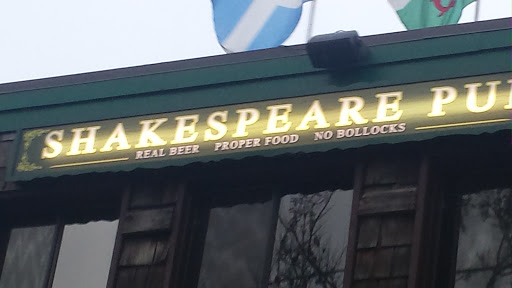 SHAKESPEARE PU
REAL BEER PROPER FOOD NO BOLLOCKS